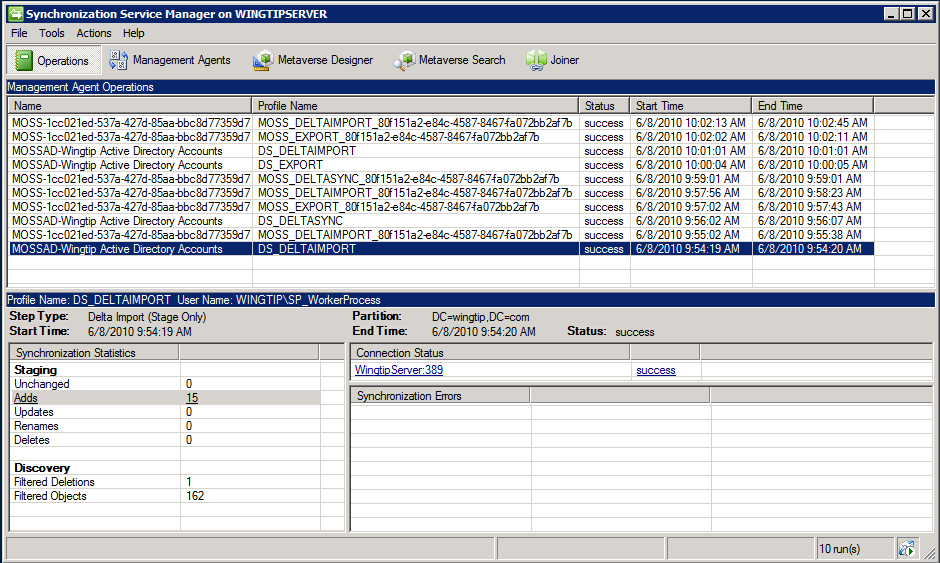 Synchronization Service Manager on WINGTIPSERVER
File Tools Actions Help
Operations Management Agents Metaverse Designer Metaverse Search Joiner
Management Agent Operations
Name Profile Name Status Start Time End Time
MOSS-1cc021ed-537a-427d-85aa-bbc8d77359d7 MOSS_DELTAIMPORT_80f151a2-e84c-4587-8467-fa072bb2af7b success 6/8/2010 10:02:13 AM 6/8/2010 10:02:45 AM
MOSS-1cc021ed-537a-427d-85aa-bbc8d77359d7 MOSS_EXPORT_80f151a2-e84c-4587-8467-fa072bb2af7b success 6/8/2010 10:02:02 AM 6/8/2010 10:02:11 AM
MOSSAD-Wingtip Active Directory Accounts DS_DELTAIMPORT success 6/8/2010 10:01:01 AM 6/8/2010 10:01:01 AM
MOSSAD-Wingtip Active Directory Accounts DS_EXPORT success 6/8/2010 10:00:04 AM 6/8/2010 10:00:05 AM
MOSS-1cc021ed-537a-427d-85aa-bbc8d77359d7 MOSS_DELTASYNC_80f151a2-e84c-4587-8467-fa072bb2af7b success 6/8/2010 9:59:01 AM 6/8/2010 9:59:01 AM
MOSS-1cc021ed-537a-427d-85aa-bbc8d77359d7 MOSS_DELTAIMPORT_80f151a2-e84c-4587-8467-fa072bb2af7b success 6/8/2010 9:57:56 AM 6/8/2010 9:58:23 AM
MOSS-1cc021ed-537a-427d-85aa-bbc8d77359d7 MOSS_EXPORT_80f151a2-e84c-4587-8467-fa072bb2af7b success 6/8/2010 9:57:02 AM 6/8/2010 9:57:43 AM
MOSSAD-Wingtip Active Directory Accounts DS_DELTASYNC success 6/8/2010 9:56:02 AM 6/8/2010 9:56:07 AM
MOSS-1cc021ed-537a-427d-85aa-bbc8d77359d7 MOSS_DELTAIMPORT_80f151a2-e84c-4587-8467-fa072bb2af7b success 6/8/2010 9:55:02 AM 6/8/2010 9:55:38 AM
MOSSAD-Wingtip Active Directory Accounts DS_DELTAIMPORT success 6/8/2010 9:54:19 AM 6/8/2010 9:54:20 AM
Profile Name: DS_DELTAIMPORT User Name: WINGTIP\SP_WorkerProcess
Step Type: Delta Import (Stage Only) Partition: DC=wingtip,DC=com
Start Time: 6/8/2010 9:54:19 AM End Time: 6/8/2010 9:54:20 AM Status: success
Synchronization Statistics
Staging
Unchanged 0
Adds 15
Updates 0
Renames 0
Deletes 0
Discovery
Filtered Deletions 1
Filtered Objects 162
Connection Status
WingtipServer:389 success
Synchronization Errors
10 run(s)